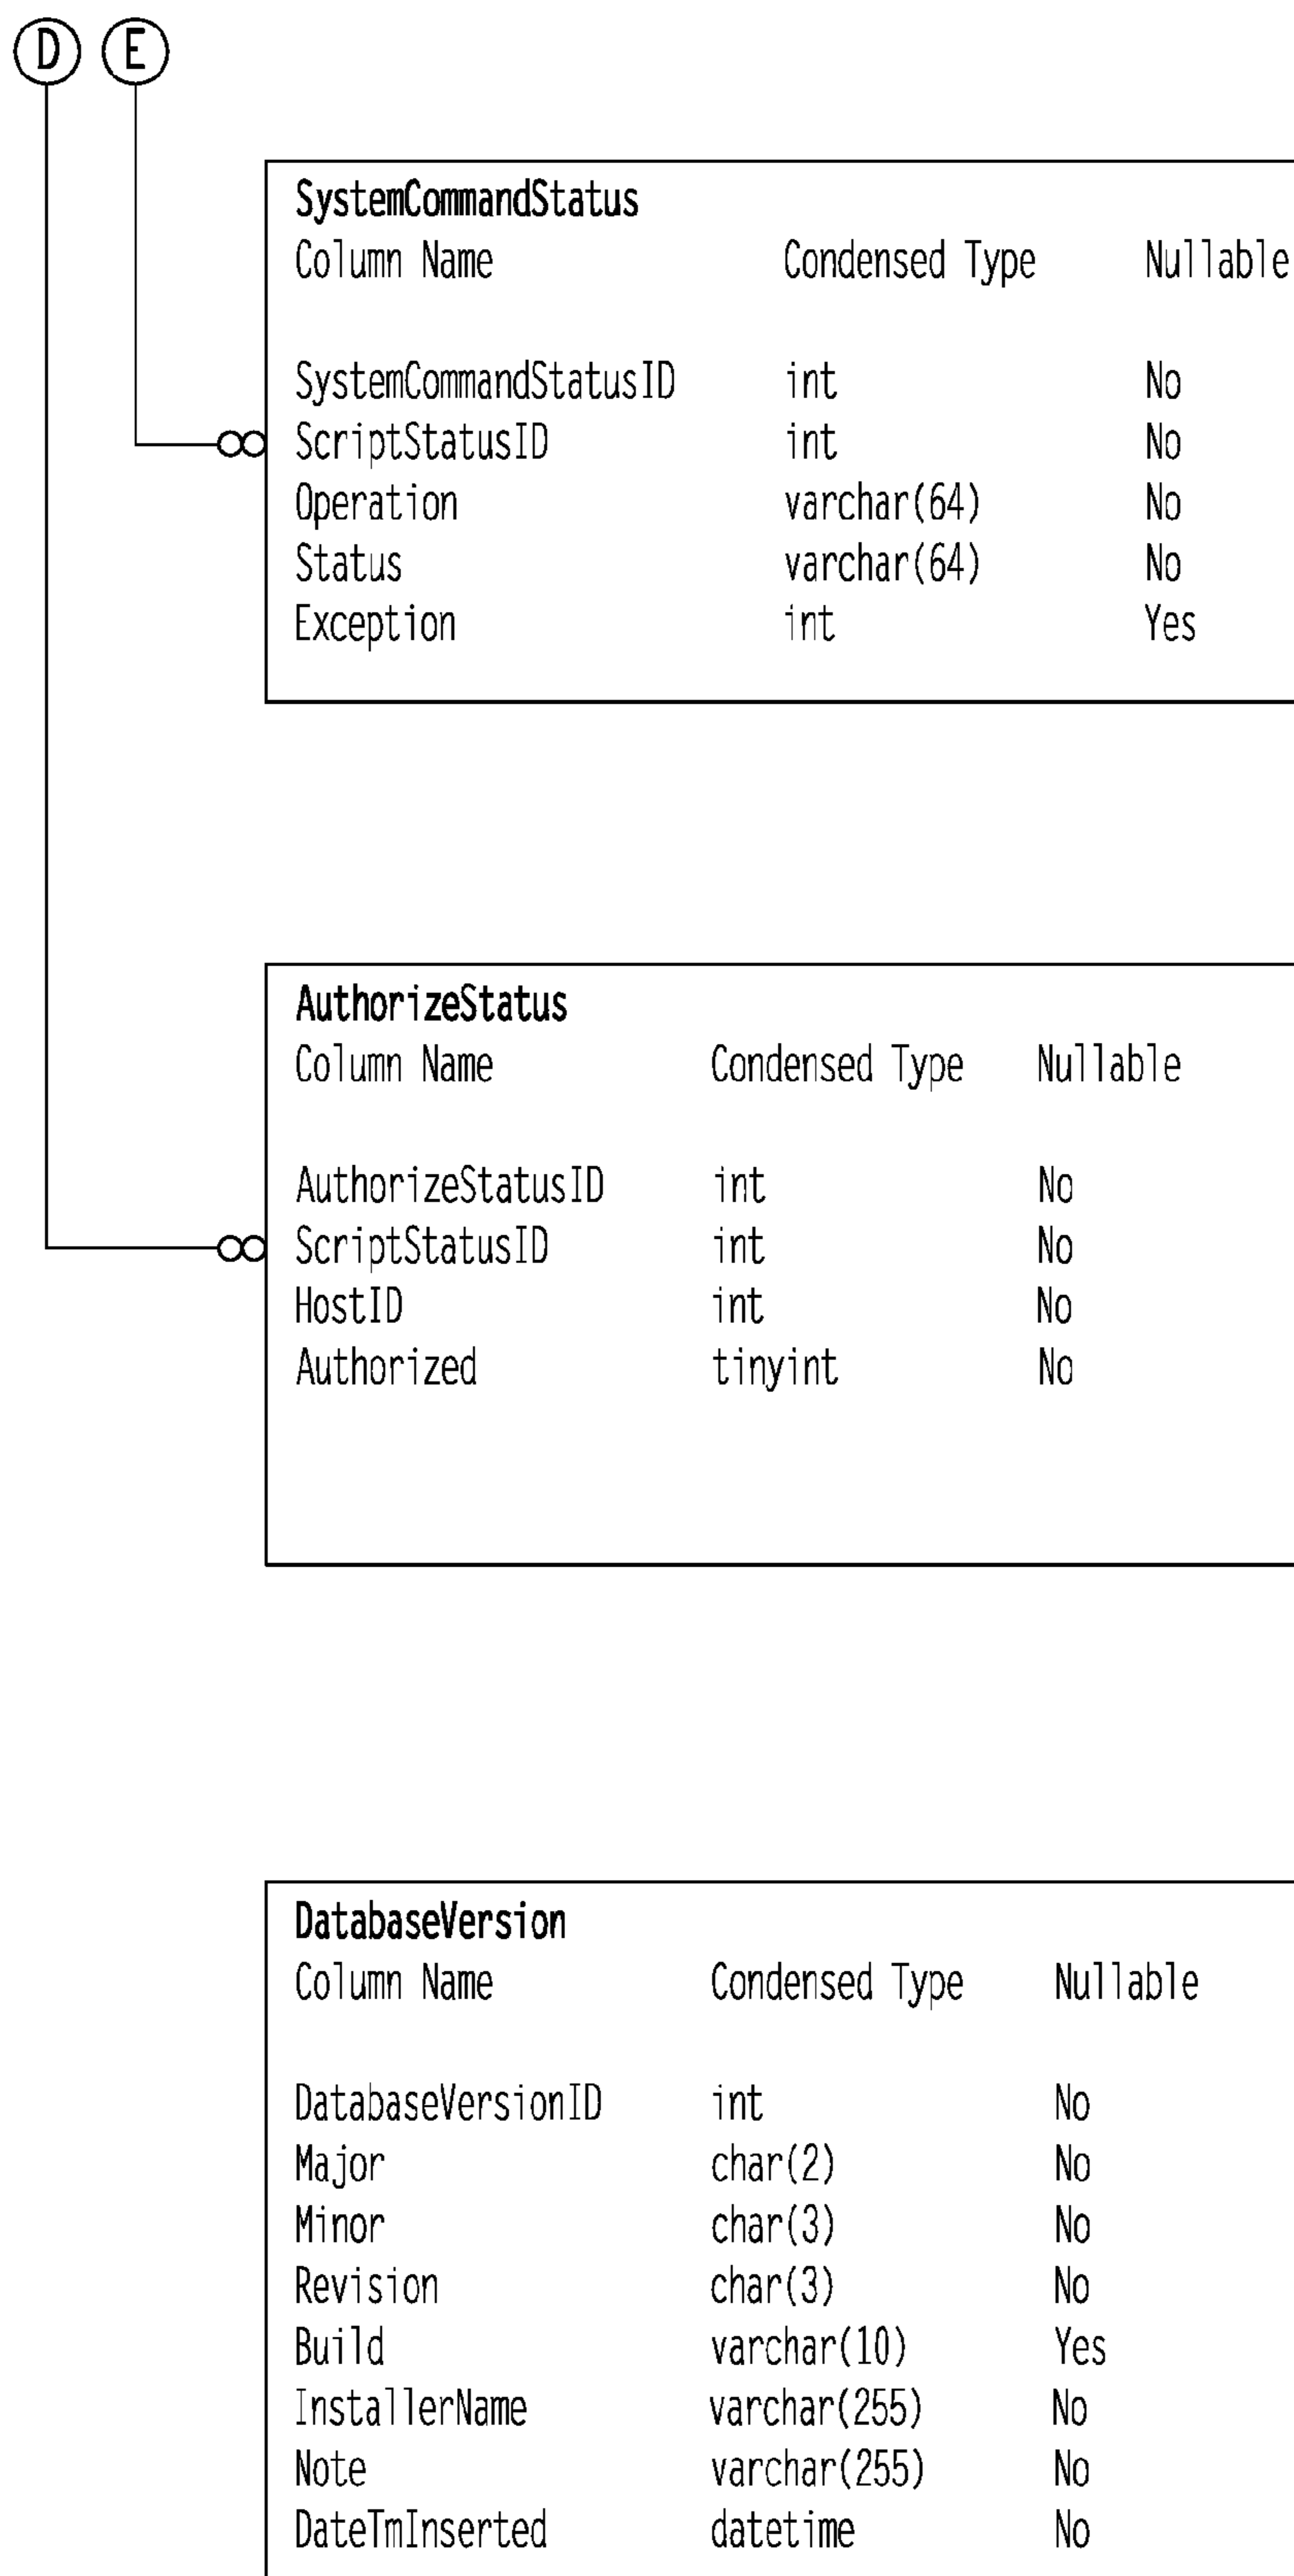 D E
SystemCommandStatus
Column Name Condensed Type Nullable
SystemCommandStatusID int No
ScriptStatusID int No
Operation varchar(64) No
Status varchar(64) No
Exception int Yes
AuthorizeStatus
Column Name Condensed Type Nullable
AuthorizeStatusID int No
ScriptStatusID int No
HostID int No
Authorized tinyint No
DatabaseVersion
Column Name Condensed Type Nullable
DatabaseVersionID int No
Major char(2) No
Minor char(3) No
Revision char(3) No
Build varchar(10) Yes
InstallerName varchar(255) No
Note varchar(255) No
DateTmInserted datetime No